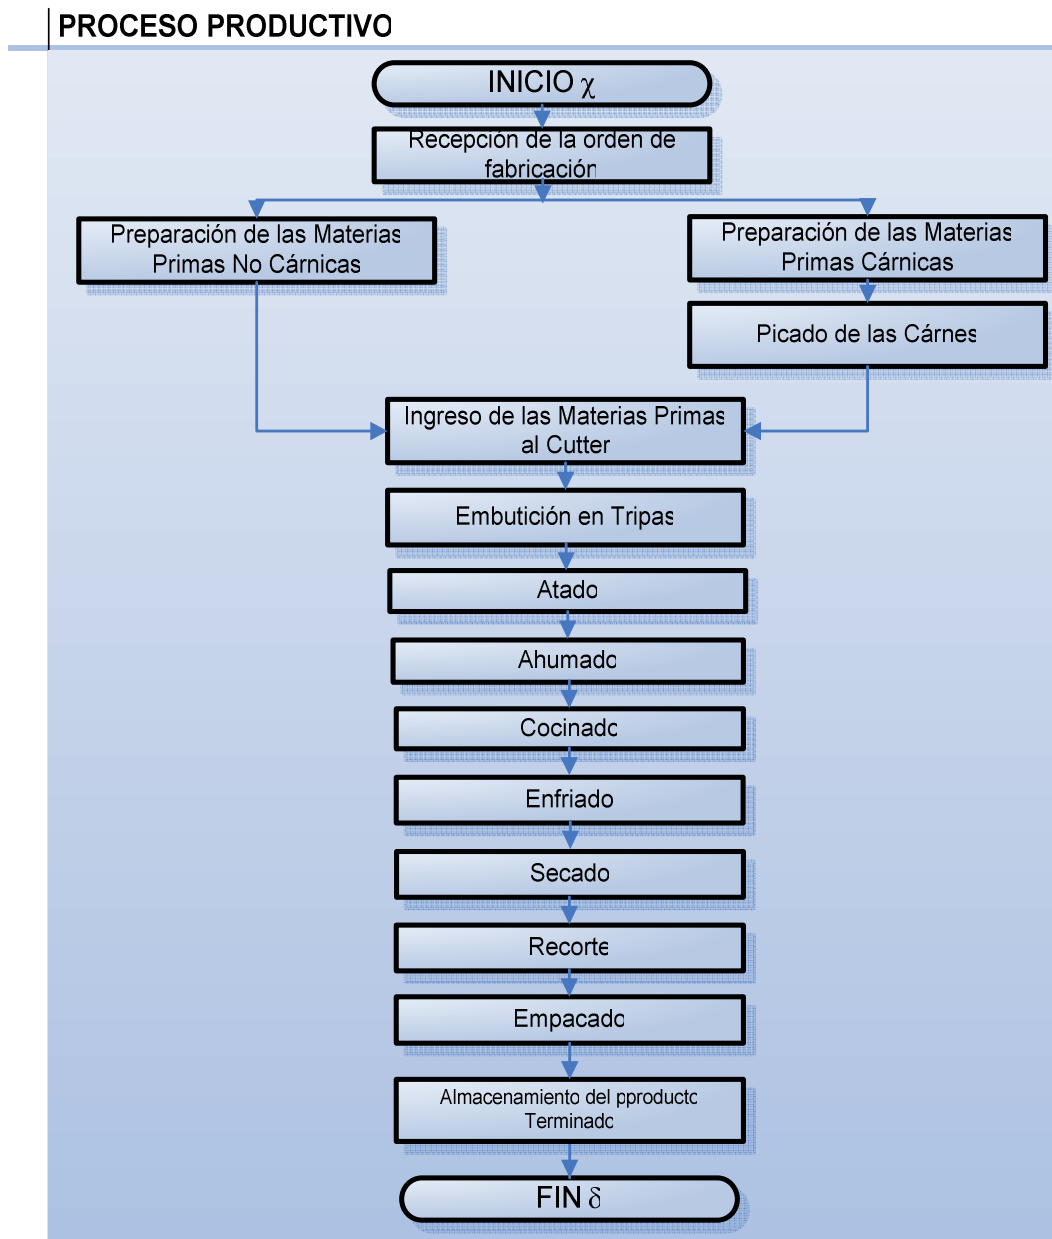 PROCESO PRODUCTIVO
INICIO χ
Recepción de la orden de
fabricación
Preparación de las Materias
Primas No Cárnicas
Preparación de las Materias
Primas Cárnicas
Picado de las Cárnes
Ingreso de las Materias Primas
al Cutter
Embutición en Tripas
Atado
Ahumado
Cocinado
Enfriado
Secado
Recorte
Empacado
Almacenamiento del pproducto
Terminado
FIN δ